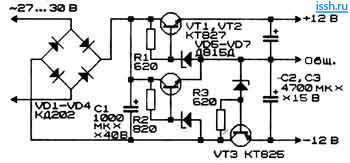 issh.ru
~27...30 В
+12 В
VT1, VT2
КТ827
VD5-VD7
Д815Д
R1
620
Общ.
R3
620
C1
1000
МК×
×40В
R2
820
-C2, C3
4700 МК×
×15 В
VD1-VD4
КД202
-12 В
VT3 КТ825